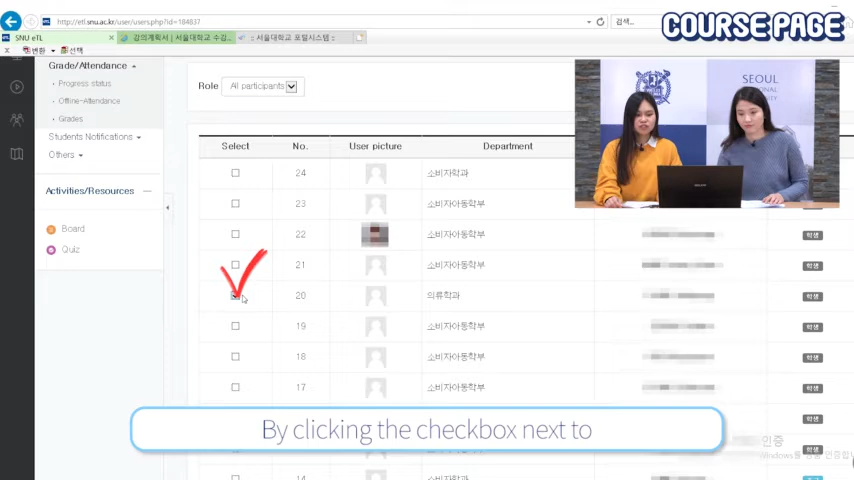 COURSE PAGE
http://etl.snu.ac.kr/user/users.php?id=184837
검색...
SNU eTL
강의계획서 | 서울대학교 수강...
:: 서울대학교 포탈시스템 ::
변환
선택
Grade/Attendance
Progress status
Offline-Attendance
Grades
Students Notifications
Others
Activities/Resources
Board
Quiz
Role
All participants
SEOUL
Select No. User picture Department
24 소비자학과
23 소비자아동학부
22 소비자아동학부 학생
21 소비자아동학부 학생
20 의류학과 학생
19 소비자아동학부 학생
18 소비자아동학부 학생
17 소비자아동학부 학생
By clicking the checkbox next to
14 소비자학과